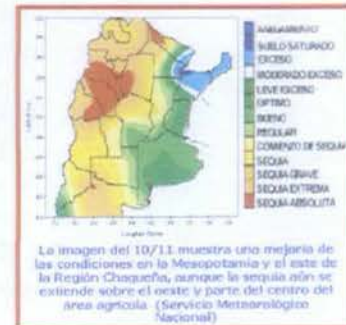 ANEGAMIENTO
SUELO SATURADO
EXCESO
MODERADO EXCESO
LEVE EXCESO
OPTIMO
BUENO
REGULAR
COMIENZO DE SEQUIA
SEQUIA
SEQUIA GRAVE
SEQUIA EXTREMA
SEQUIA ABSOLUTA
La imagen del 10/11 muestra una mejoría de
las condiciones en la Mesopotamia y el este de
la Región Chaqueña, aunque la sequía aún se
extiende sobre el oeste y parte del centro del
área agrícola (Servicio Meteorológico
Nacional)